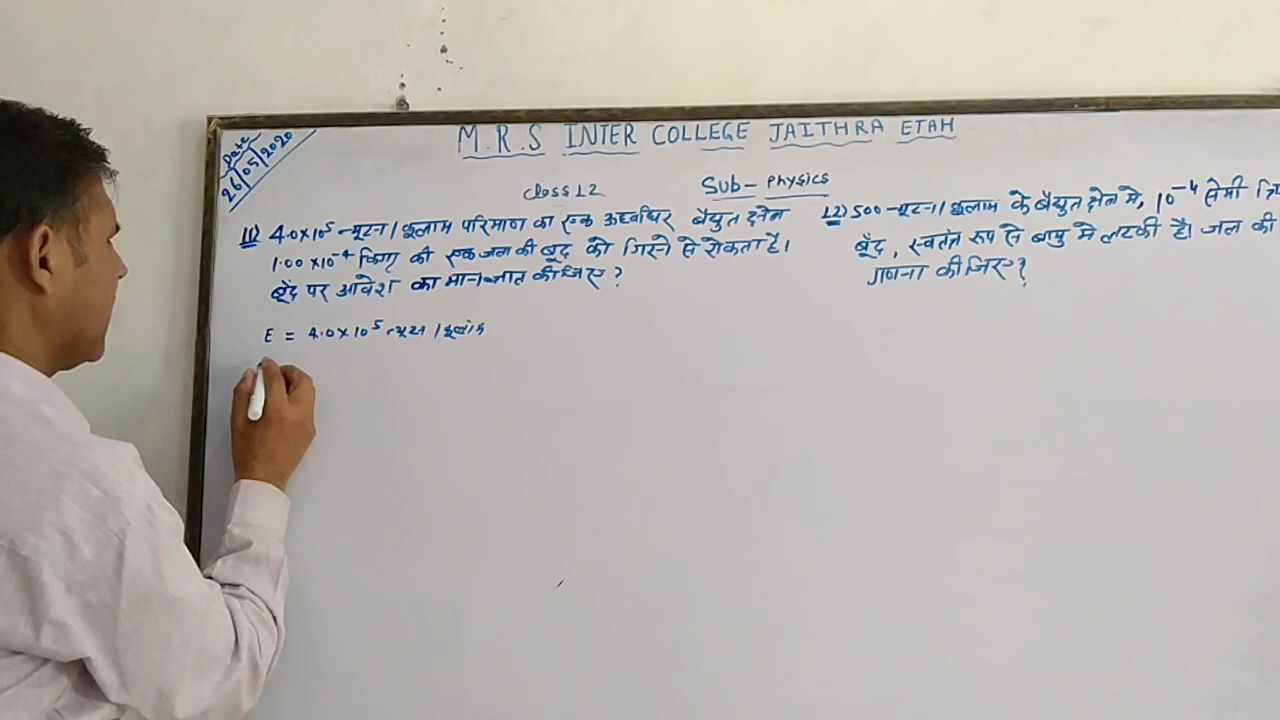 Date
26/05/2020
M.R.S INTER COLLEGE JAITHRA ETAH
Class 12
Sub- Physics
11) 4.0×10⁵ न्यूटन/कूलाम परिमाण का एक ऊर्ध्वाधर वैद्युत क्षेत्र
1.00×10⁻⁴ किग्रा की एक जल की बूंद को गिरने से रोकता है।
बूंद पर आवेश का मान ज्ञात कीजिए?
E = 4.0×10⁵ न्यूटन/कूलॉम
12) 500 न्यूटन/कूलाम के वैद्युत क्षेत्र मे, 10⁻⁴ सेमी त्रि
बूँद, स्वतंत्र रूप से वायु मे लटकी है। जल की
गणना कीजिए?